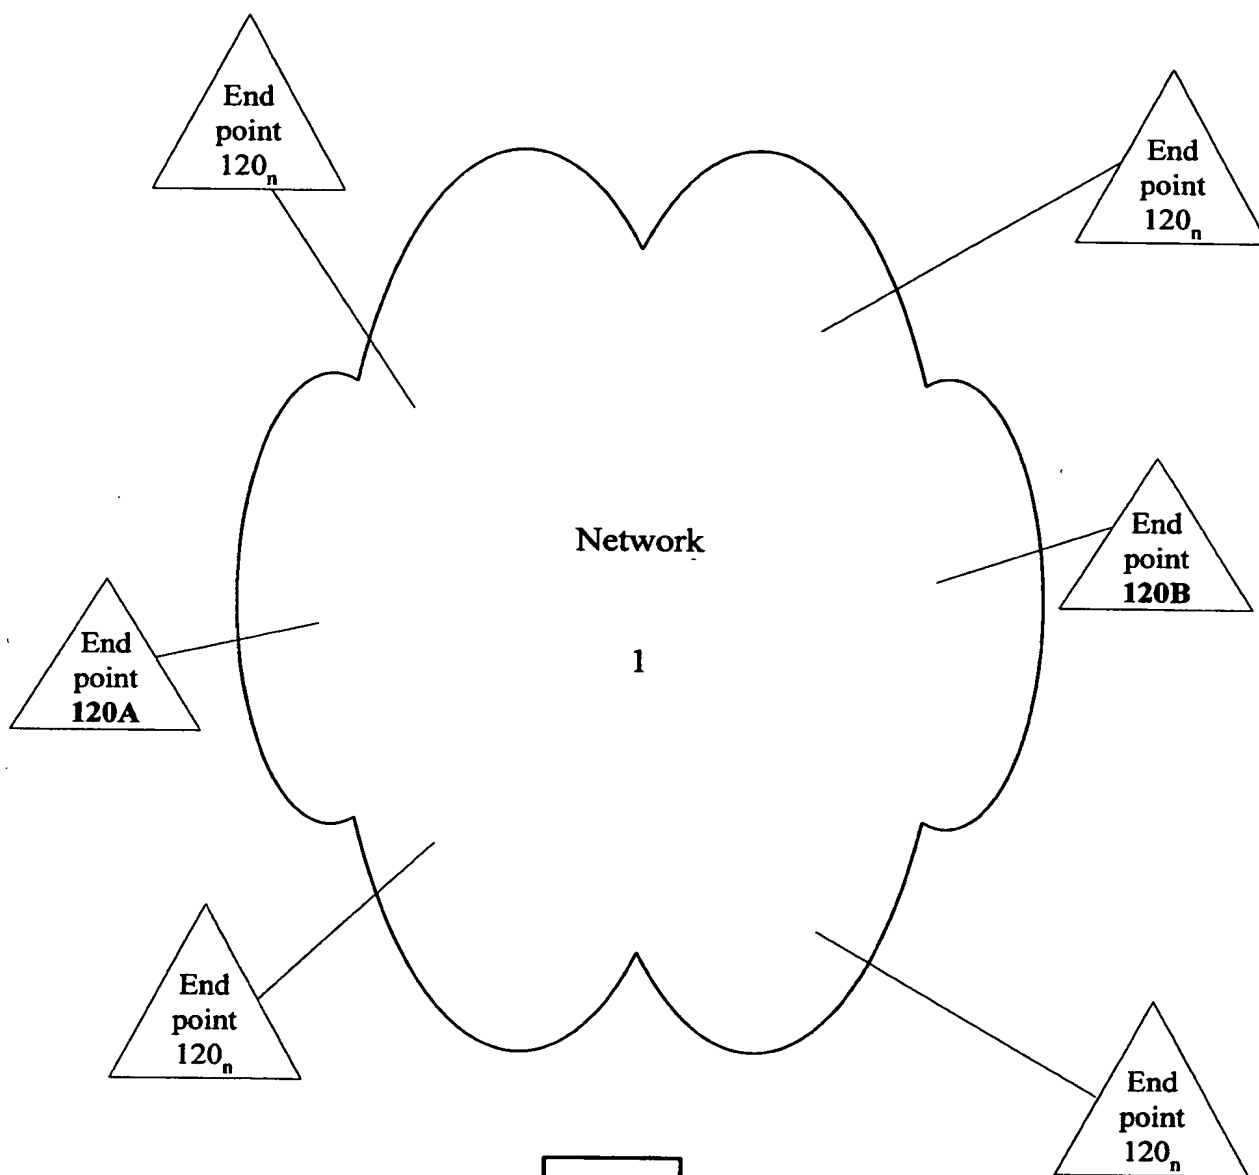 End
point
120ₙ
End
point
120ₙ
Network
1
End
point
120B
End
point
120A
End
point
120ₙ
End
point
120ₙ